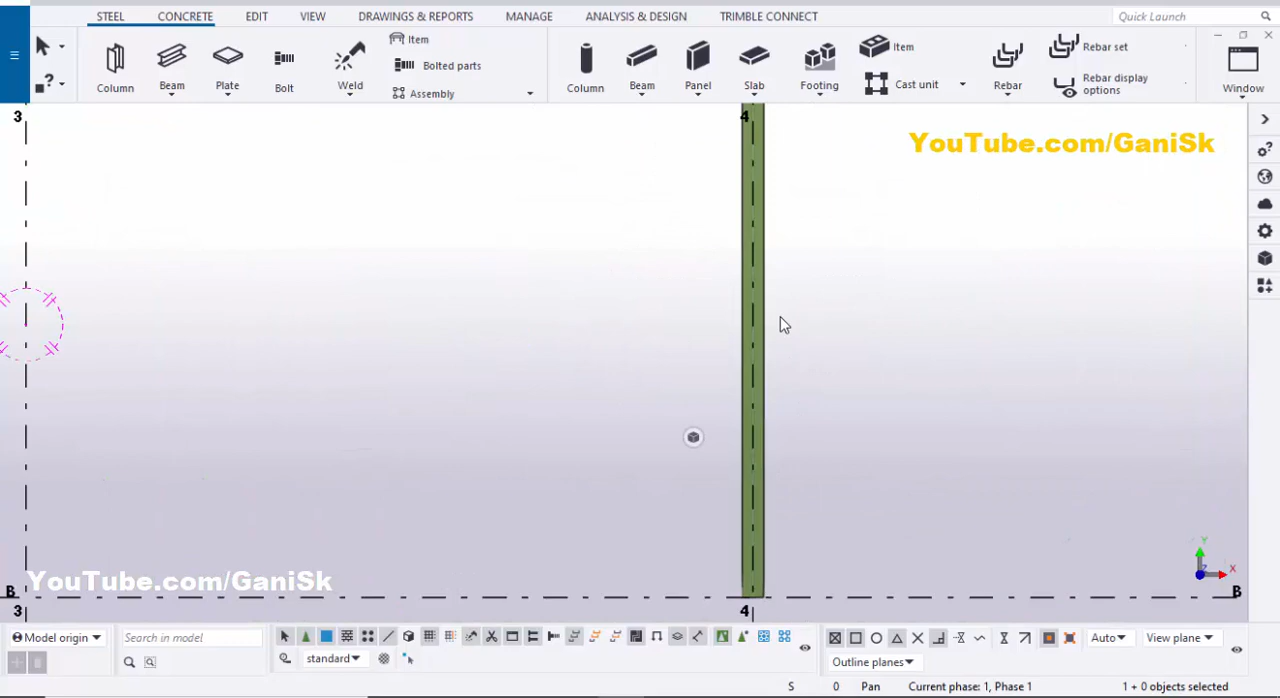 STEEL CONCRETE EDIT VIEW DRAWINGS & REPORTS MANAGE ANALYSIS & DESIGN TRIMBLE CONNECT Quick Launch
Column Beam Plate Bolt Weld Item Bolted parts Assembly
Column Beam Panel Slab Footing Item Cast unit Rebar Rebar set Rebar display options Window
3 4
YouTube.com/GaniSk
YouTube.com/GaniSk
Y
Z X
B B
3 4
Model origin Search in model Auto View plane
standard Outline planes
S 0 Pan Current phase: 1, Phase 1 1 + 0 objects selected